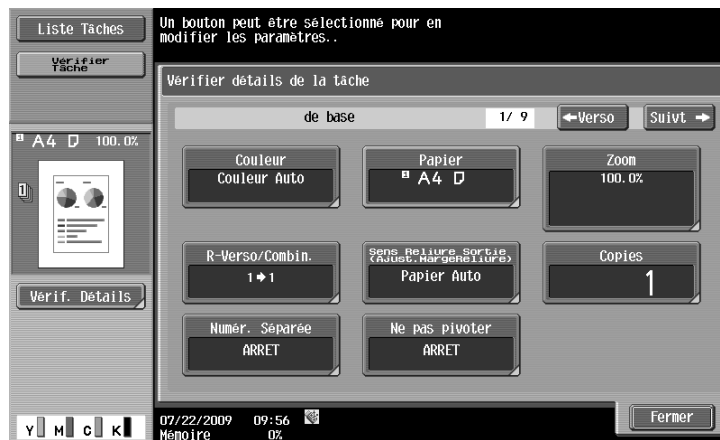 Liste Tâches
Un bouton peut être sélectionné pour en
modifier les paramètres..
Vérifier
Tâche
Vérifier détails de la tâche
de base
1/ 9
←Verso
Suivt →
1 A4 100.0%
Couleur
Couleur Auto
Papier
1 A4
Zoom
100.0%
1
R-Verso/Combin.
1→1
Sens Reliure Sortie
(Ajust.MargeReliure)
Papier Auto
Copies
1
Vérif. Détails
Numér. Séparée
ARRET
Ne pas pivoter
ARRET
Y M C K
07/22/2009 09:56
Mémoire 0%
Fermer